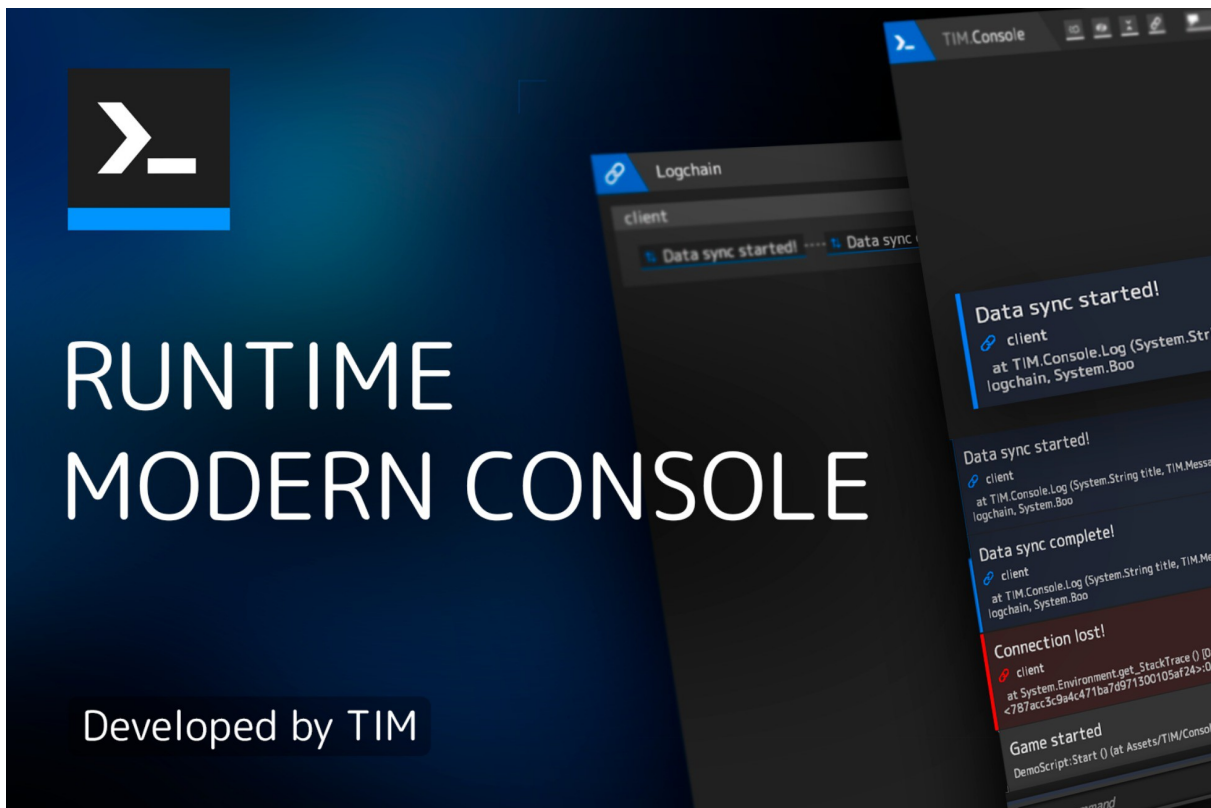 RUNTIME
MODERN CONSOLE
Developed by TIM
Logchain
client
Data sync started!
Data sync
TIM.Console
Data sync started!
client
at TIM.Console.Log (System.Str
logchain, System.Boo
Data sync started!
client
at TIM.Console.Log (System.String title, TIM.Messa
logchain, System.Boo
Data sync complete!
client
at TIM.Console.Log (System.String title, TIM.Me
logchain, System.Boo
Connection lost!
client
at System.Environment.get_StackTrace () [0
<787acc3c9a4c471ba7d971300105af24>:0
Game started
DemoScript:Start () (at Assets/TIM/Consol